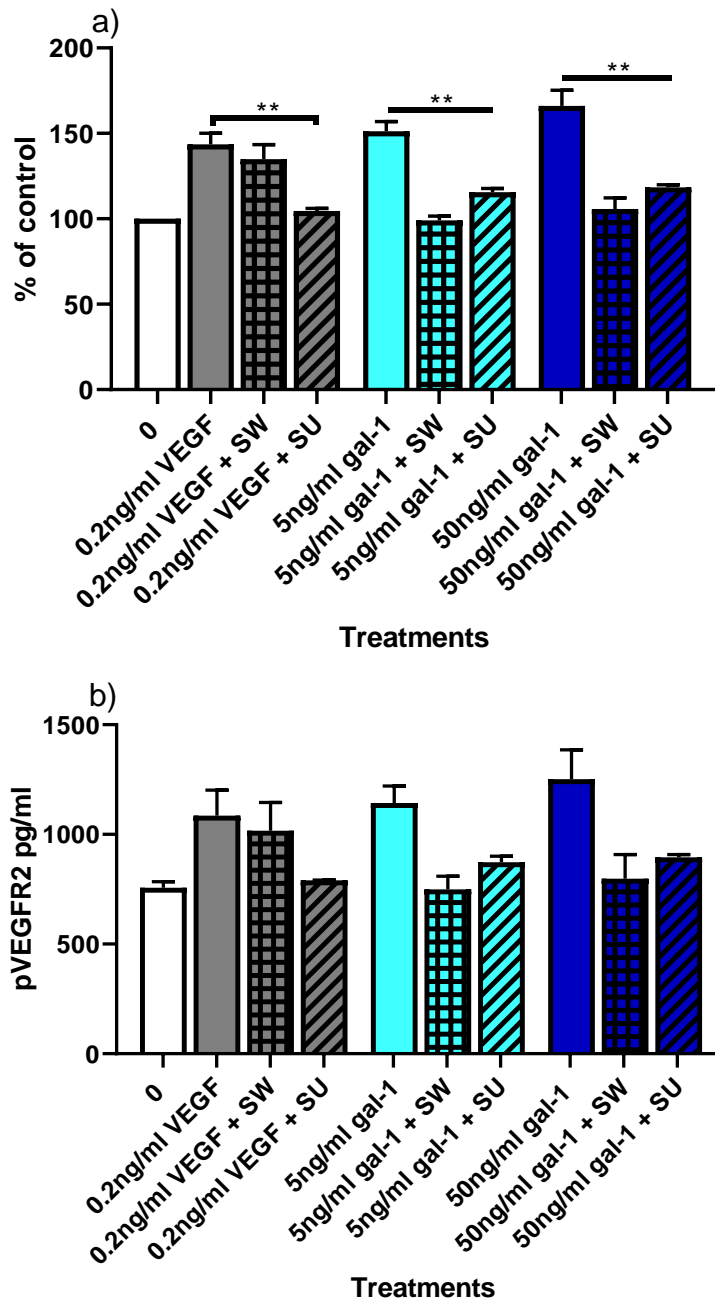 a)
200
150
100
50
0
% of control
**
**
**
0
0.2ng/ml VEGF
0.2ng/ml VEGF + SW
0.2ng/ml VEGF + SU
5ng/ml gal-1
5ng/ml gal-1 + SW
5ng/ml gal-1 + SU
50ng/ml gal-1
50ng/ml gal-1 + SW
50ng/ml gal-1 + SU
Treatments
b)
1500
1000
500
0
pVEGFR2 pg/ml
0
0.2ng/ml VEGF
0.2ng/ml VEGF + SW
0.2ng/ml VEGF + SU
5ng/ml gal-1
5ng/ml gal-1 + SW
5ng/ml gal-1 + SU
50ng/ml gal-1
50ng/ml gal-1 + SW
50ng/ml gal-1 + SU
Treatments